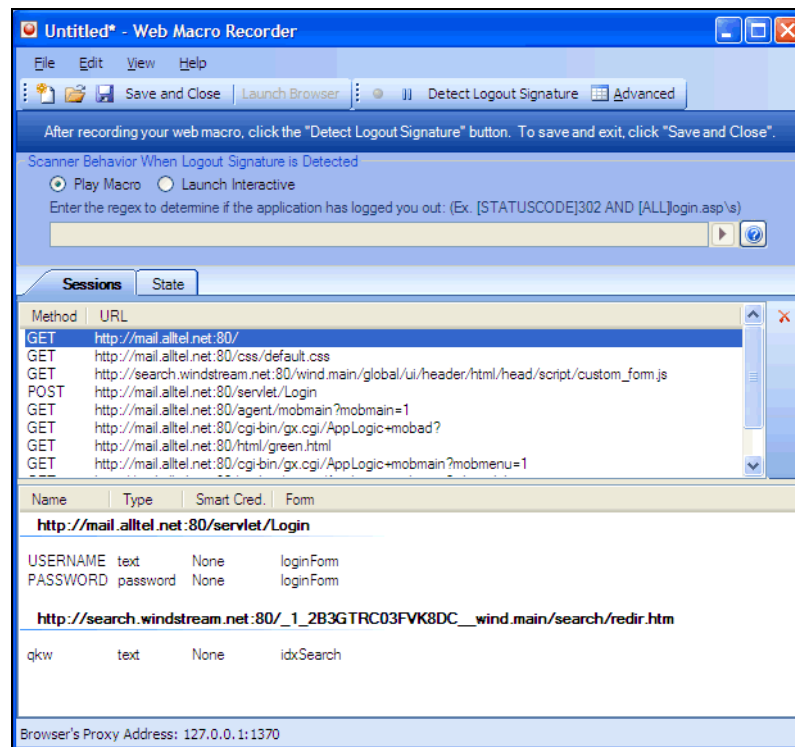 Untitled* - Web Macro Recorder
File Edit View Help
Save and Close Launch Browser Detect Logout Signature Advanced
After recording your web macro, click the "Detect Logout Signature" button. To save and exit, click "Save and Close".
Scanner Behavior When Logout Signature is Detected
Play Macro Launch Interactive
Enter the regex to determine if the application has logged you out: (Ex. [STATUSCODE]302 AND [ALL]login.asp\s)
Sessions State
Method URL
GET http://mail.alltel.net:80/
GET http://mail.alltel.net:80/css/default.css
GET http://search.windstream.net:80/wind.main/global/ui/header/html/head/script/custom_form.js
POST http://mail.alltel.net:80/servlet/Login
GET http://mail.alltel.net:80/agent/mobmain?mobmain=1
GET http://mail.alltel.net:80/cgi-bin/gx.cgi/AppLogic+mobad?
GET http://mail.alltel.net:80/html/green.html
GET http://mail.alltel.net:80/cgi-bin/gx.cgi/AppLogic+mobmain?mobmenu=1
Name Type Smart Cred. Form
http://mail.alltel.net:80/servlet/Login
USERNAME text None loginForm
PASSWORD password None loginForm
http://search.windstream.net:80/_1_2B3GTRC03FVK8DC__wind.main/search/redir.htm
qkw text None idxSearch
Browser's Proxy Address: 127.0.0.1:1370